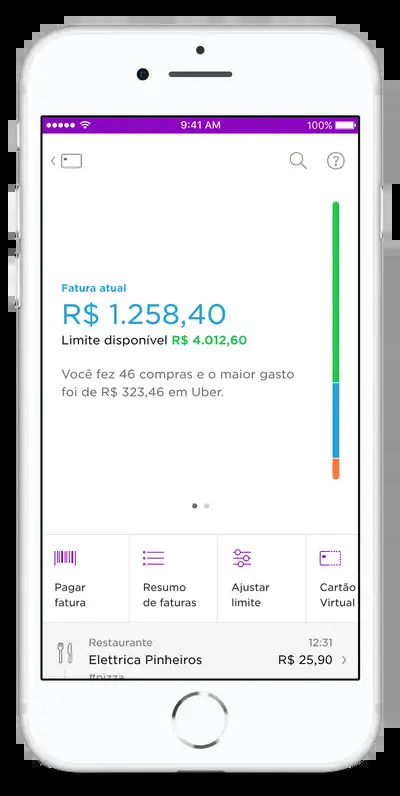 9:41 AM 100%
Fatura atual
R$ 1.258,40
Limite disponível R$ 4.012,60
Você fez 46 compras e o maior gasto
foi de R$ 323,46 em Uber.
Pagar
fatura
Resumo
de faturas
Ajustar
limite
Cartão
Virtual
Restaurante 12:31
Elettrica Pinheiros R$ 25,90
#pizza